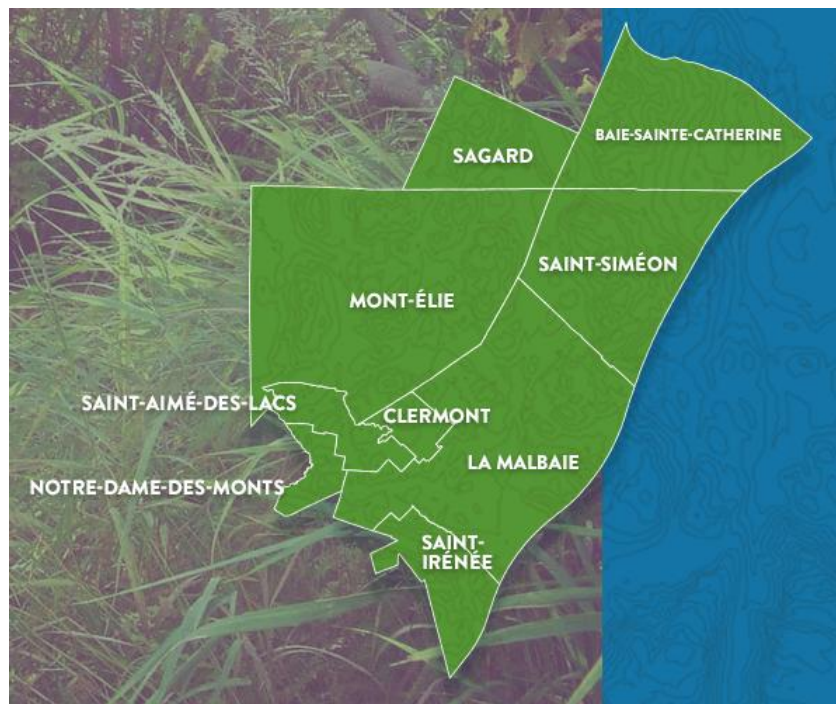 BAIE-SAINTE-CATHERINE
SAGARD
SAINT-SIMÉON
MONT-ÉLIE
SAINT-AIMÉ-DES-LACS
CLERMONT
LA MALBAIE
NOTRE-DAME-DES-MONTS
SAINT-
IRÉNÉE